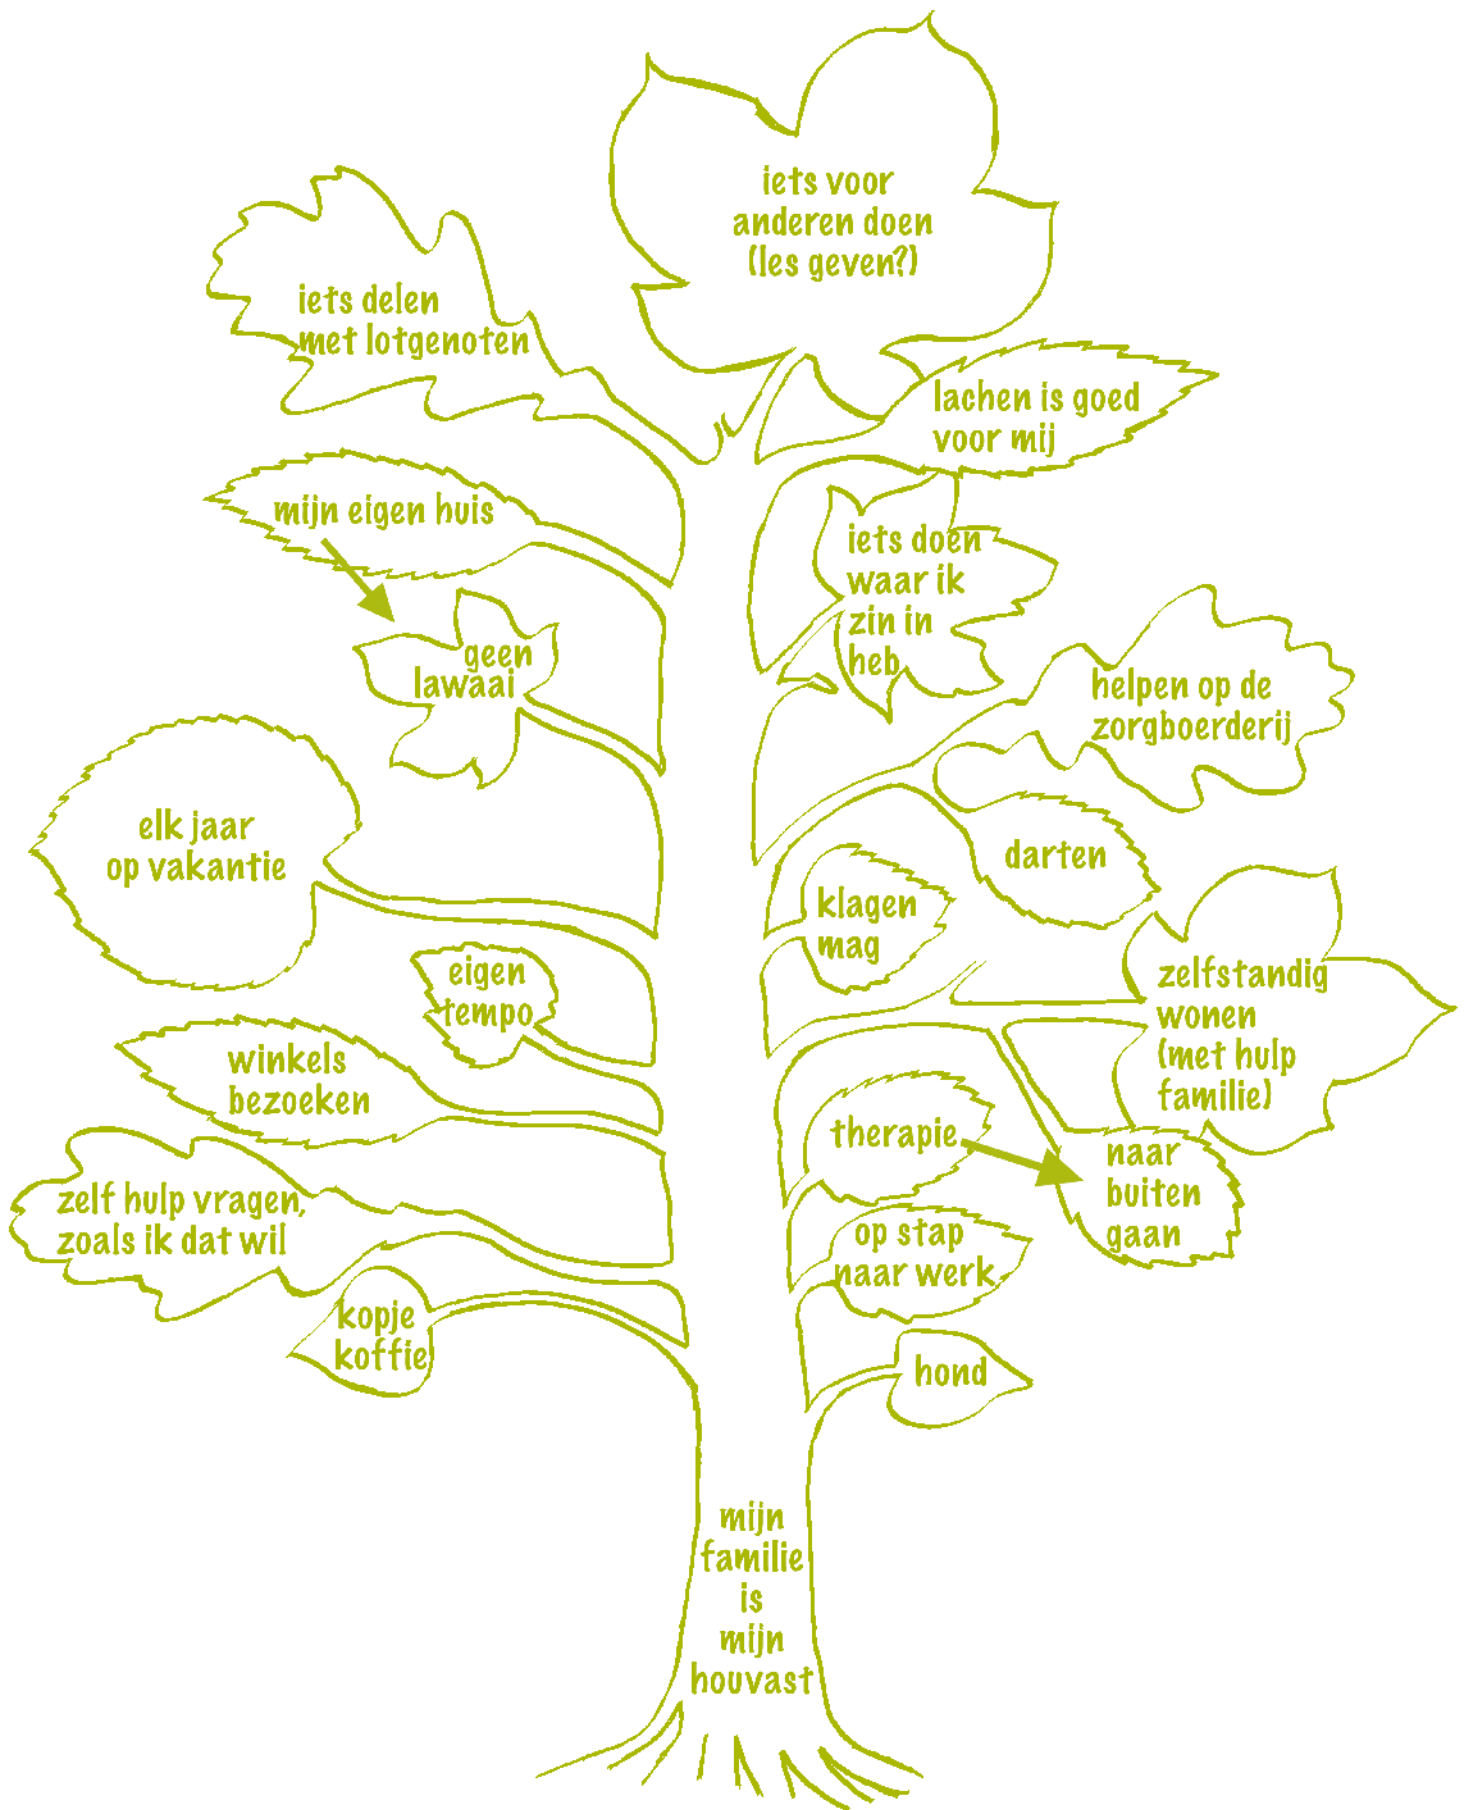 iets voor
anderen doen
(les geven?)
iets delen
met lotgenoten
lachen is goed
voor mij
mijn eigen huis
iets doen
waar ik
zin in
heb
geen
lawaai
helpen op de
zorgboerderij
elk jaar
op vakantie
darten
klagen
mag
eigen
tempo
zelfstandig
wonen
(met hulp
familie)
winkels
bezoeken
therapie
naar
buiten
gaan
zelf hulp vragen,
zoals ik dat wil
op stap
naar werk
kopje
koffie
hond
mijn
familie
is
mijn
houvast